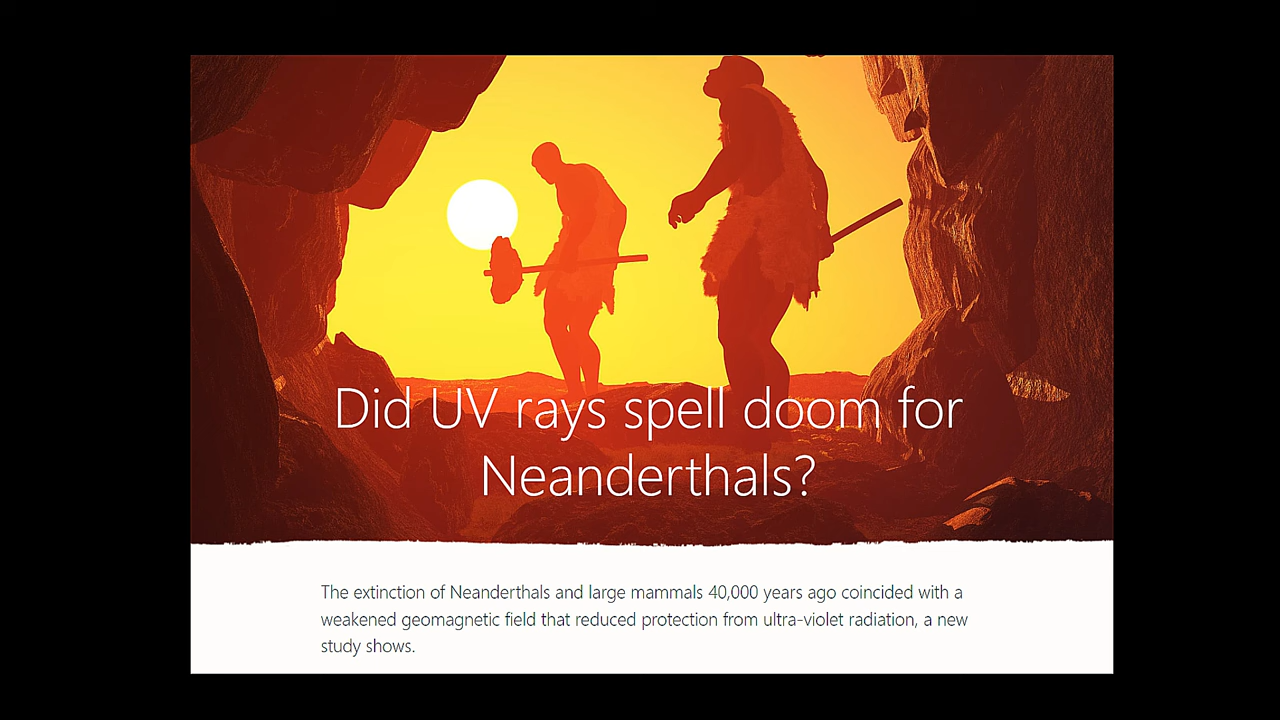 Did UV rays spell doom for
Neanderthals?
The extinction of Neanderthals and large mammals 40,000 years ago coincided with a
weakened geomagnetic field that reduced protection from ultra-violet radiation, a new
study shows.